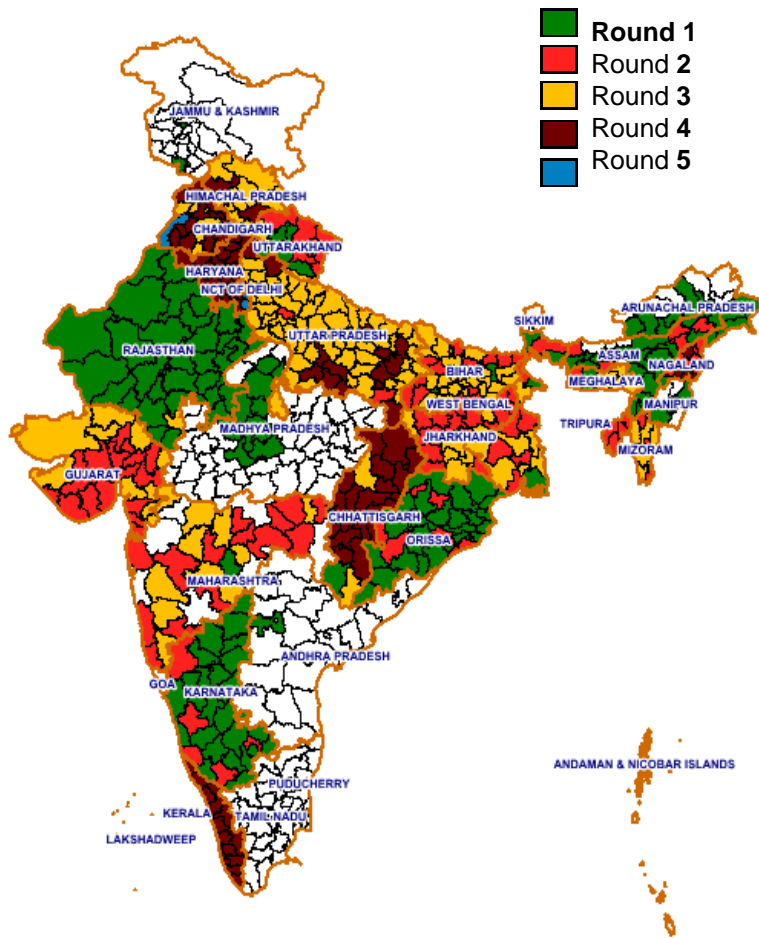 Round 1
Round 2
Round 3
Round 4
Round 5
JAMMU & KASHMIR
HIMACHAL PRADESH
CHANDIGARH
UTTARAKHAND
HARYANA
NCT OF DELHI
ARUNACHAL PRADESH
SIKKIM
UTTAR PRADESH
RAJASTHAN
ASSAM
NAGALAND
BIHAR
MEGHALAYA
WEST BENGAL
MANIPUR
MADHYA PRADESH
TRIPURA
JHARKHAND
MIZORAM
GUJARAT
CHHATTISGARH
ORISSA
MAHARASHTRA
ANDHRA PRADESH
GOA
KARNATAKA
ANDAMAN & NICOBAR ISLANDS
PUDUCHERRY
KERALA
TAMIL NADU
LAKSHADWEEP